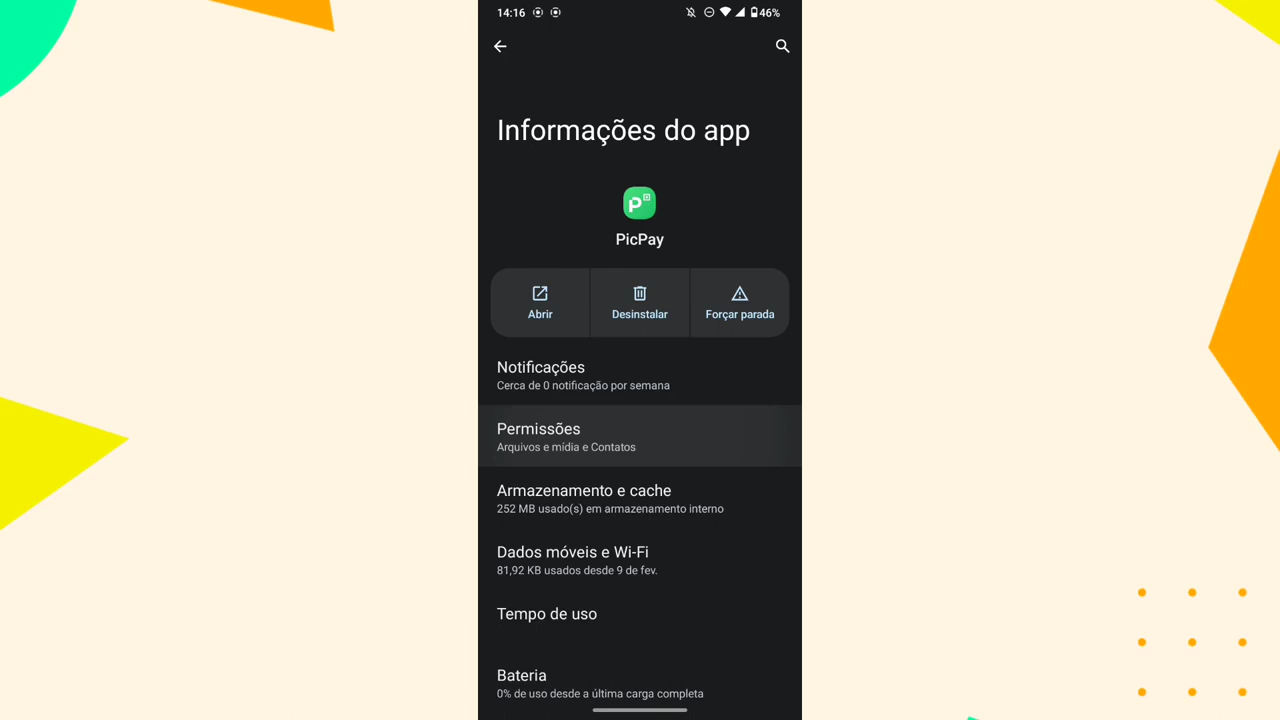 14:16
46%
Informações do app
PicPay
Abrir
Desinstalar
Forçar parada
Notificações
Cerca de 0 notificação por semana
Permissões
Arquivos e mídia e Contatos
Armazenamento e cache
252 MB usado(s) em armazenamento interno
Dados móveis e Wi-Fi
81,92 KB usados desde 9 de fev.
Tempo de uso
Bateria
0% de uso desde a última carga completa